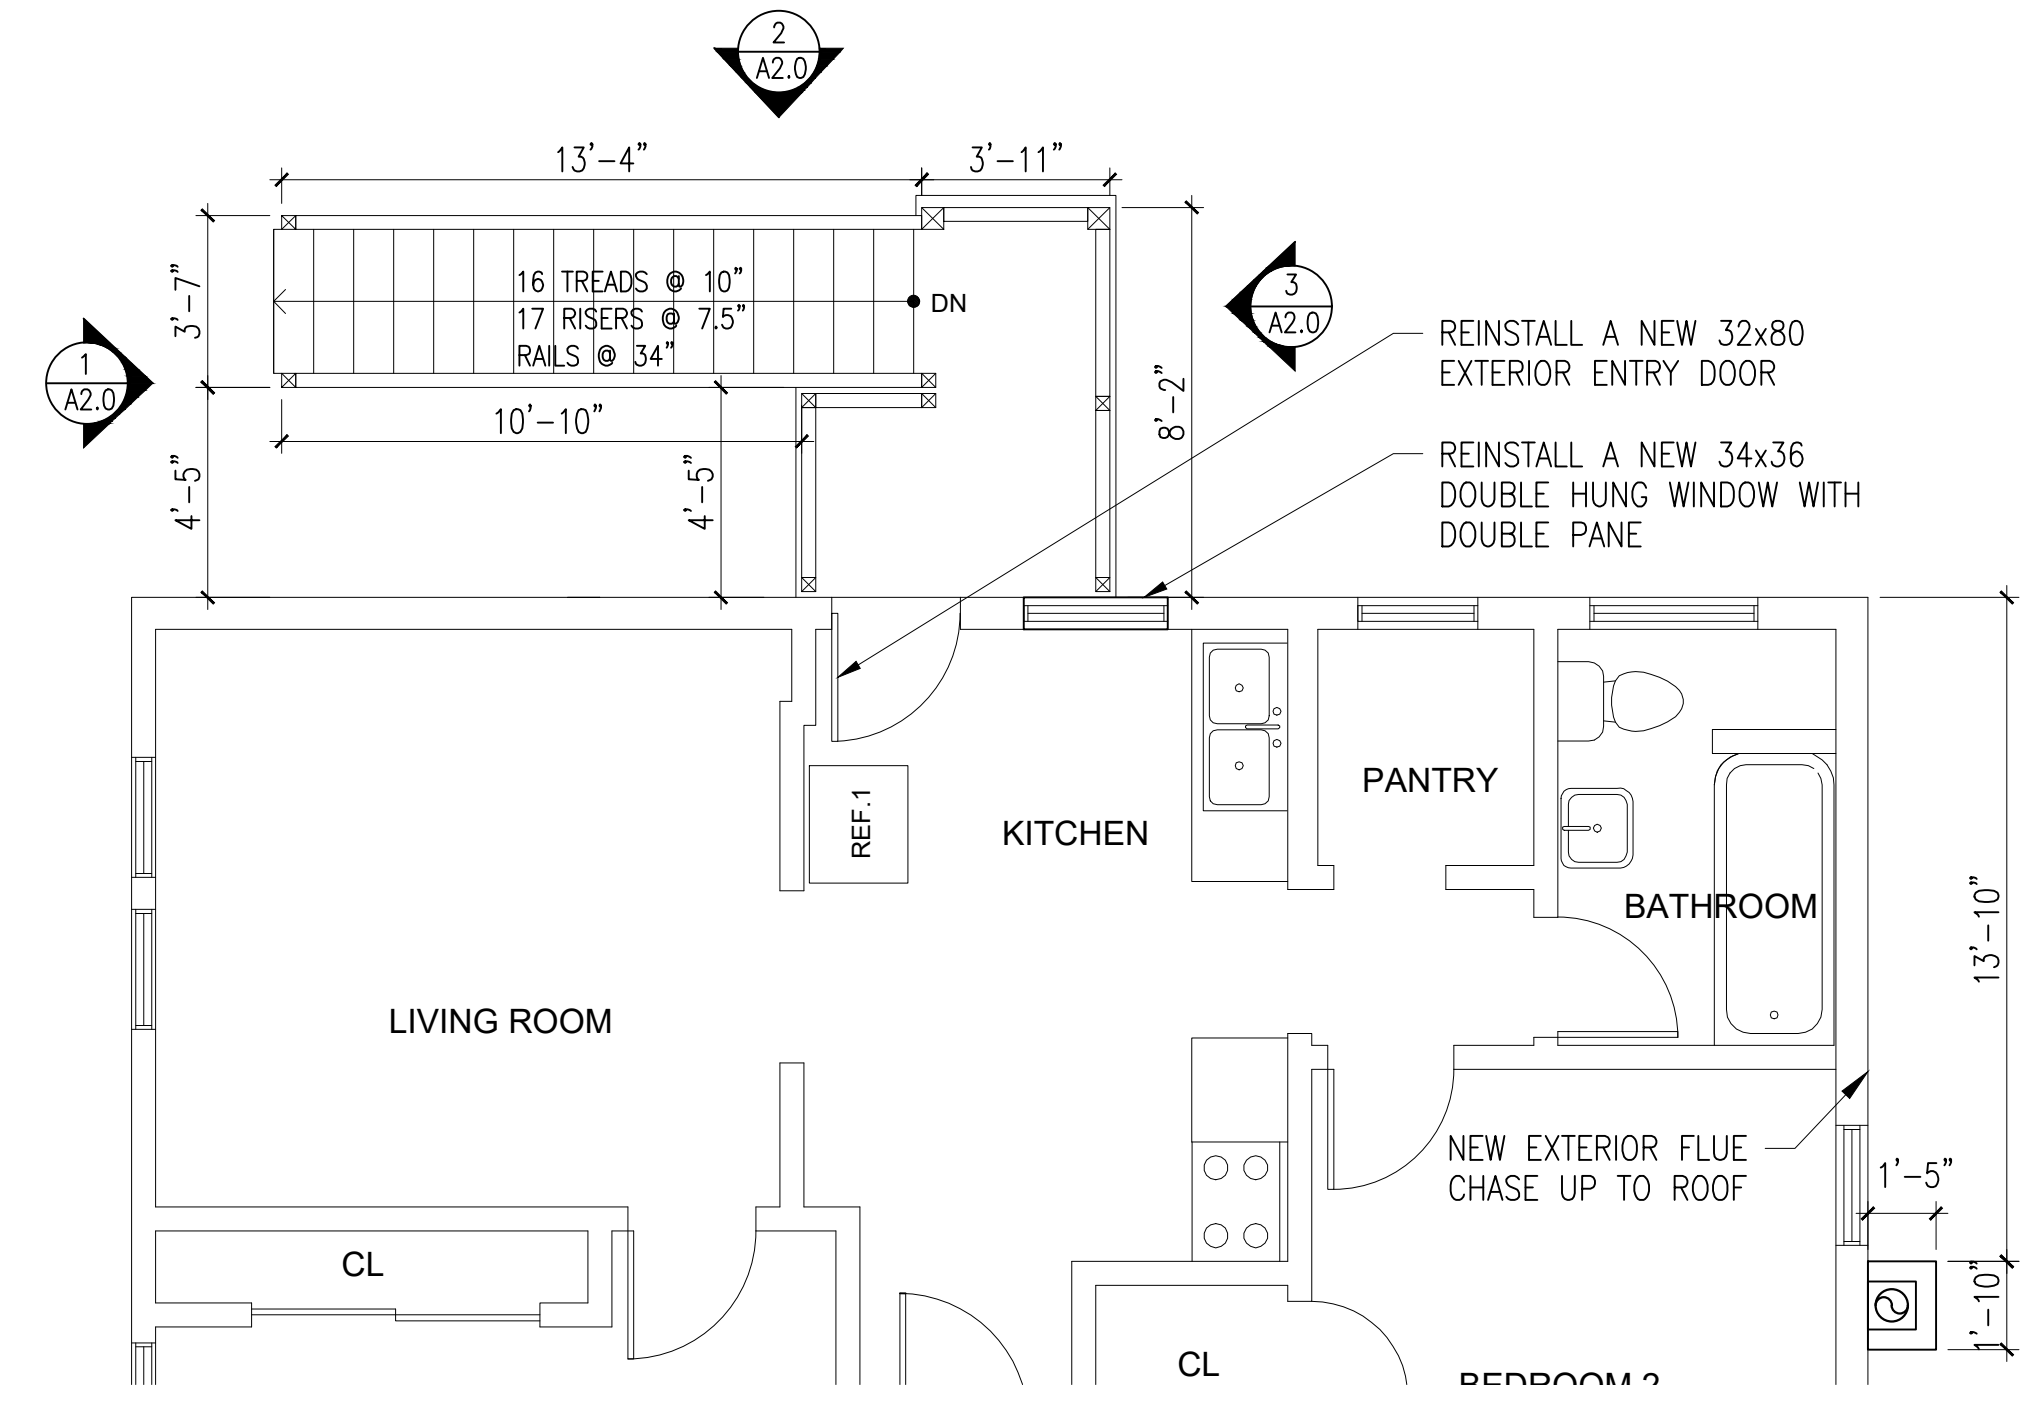 2
A2.0
13'-4"
3'-11"
3'-7"
16 TREADS @ 10"
17 RISERS @ 7.5"
RAILS @ 34"
DN
3
A2.0
1
A2.0
8'-2"
REINSTALL A NEW 32x80
EXTERIOR ENTRY DOOR
10'-10"
4'-5"
4'-5"
REINSTALL A NEW 34x36
DOUBLE HUNG WINDOW WITH
DOUBLE PANE
REF.1
KITCHEN
PANTRY
BATHROOM
13'-10"
LIVING ROOM
NEW EXTERIOR FLUE
CHASE UP TO ROOF
1'-5"
CL
1'-10"
CL
BEDROOM 2